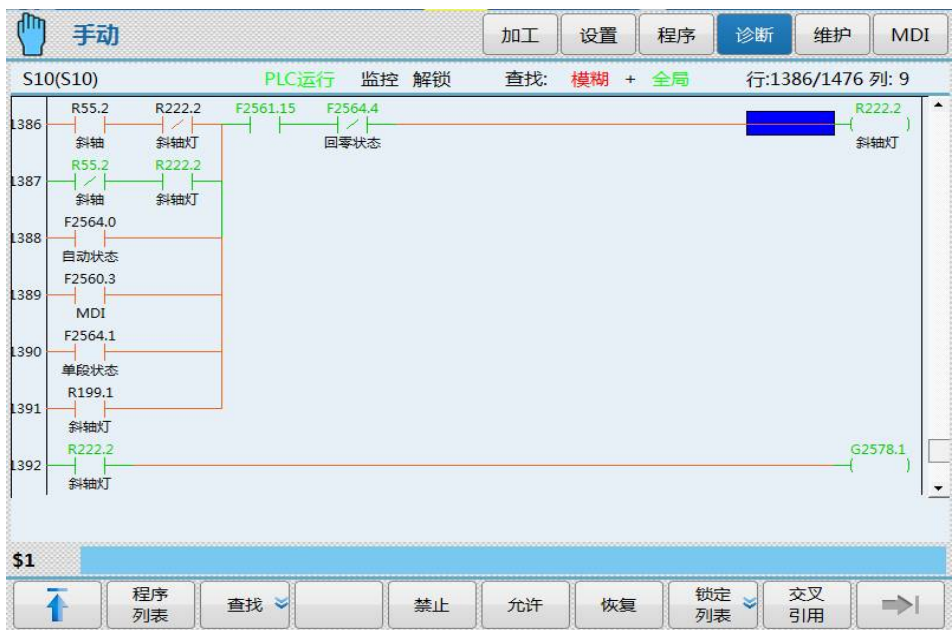 手动 加工 设置 程序 诊断 维护 MDI
S10(S10) PLC运行 监控 解锁 查找: 模糊 + 全局 行:1386/1476 列: 9
R55.2 R222.2 F2561.15 F2564.4 R222.2
1386
斜轴 斜轴灯 回零状态 斜轴灯
R55.2 R222.2
1387
斜轴 斜轴灯
F2564.0
1388
自动状态
F2560.3
1389
MDI
F2564.1
1390
单段状态
R199.1
1391
斜轴灯
R222.2 G2578.1
1392
斜轴灯
$1
程序列表 查找 禁止 允许 恢复 锁定列表 交叉引用